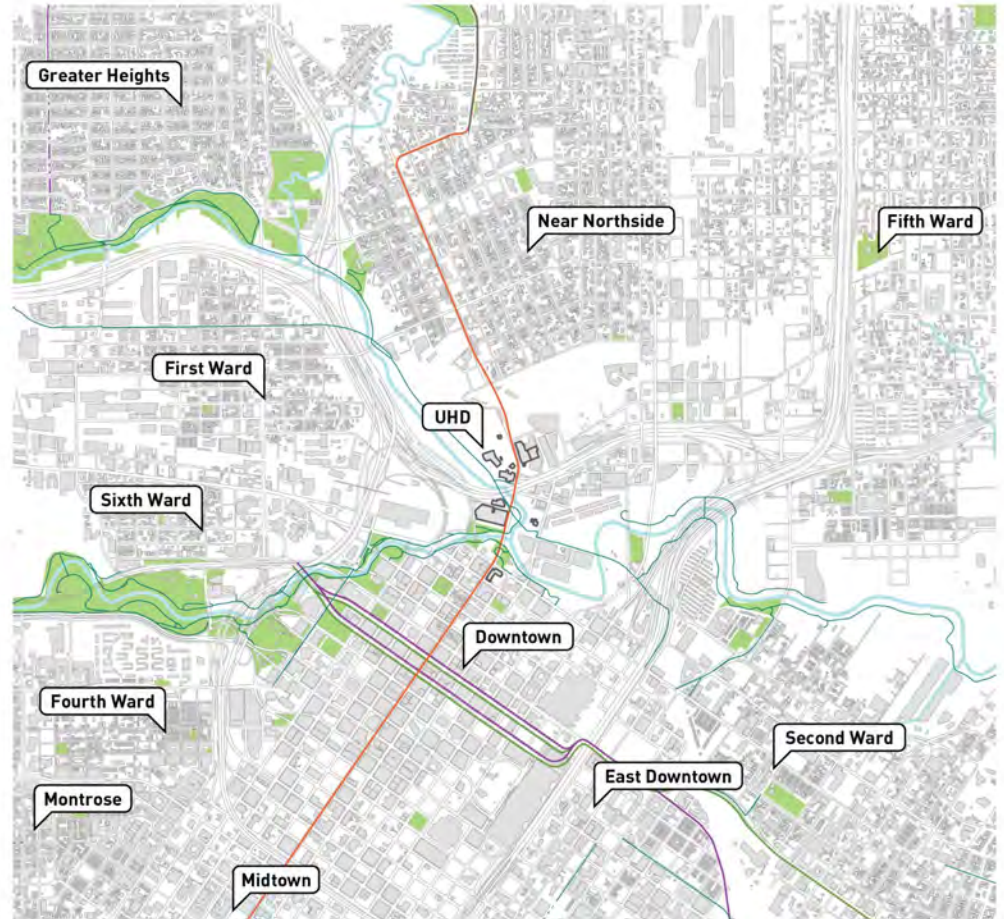 Greater Heights
Near Northside
Fifth Ward
First Ward
UHD
Sixth Ward
Downtown
Fourth Ward
Second Ward
East Downtown
Montrose
Midtown